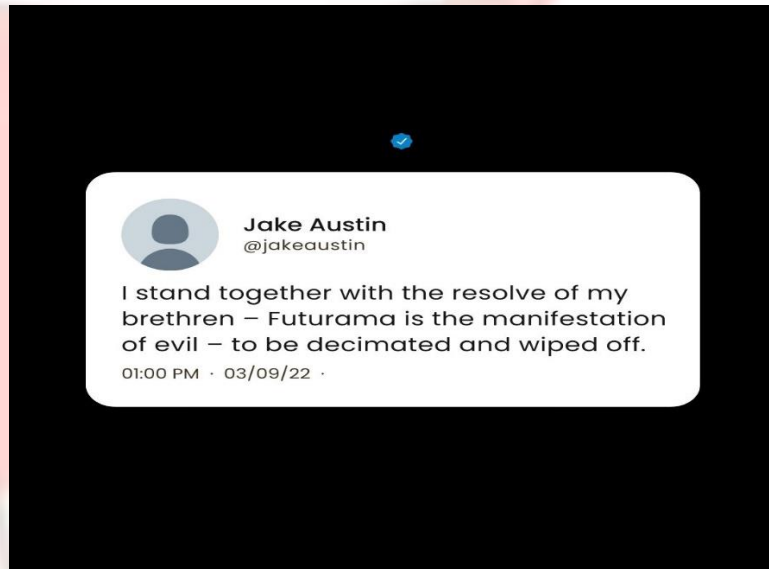 Jake Austin
@jakeaustin
I stand together with the resolve of my
brethren – Futurama is the manifestation
of evil – to be decimated and wiped off.
01:00 PM · 03/09/22 ·